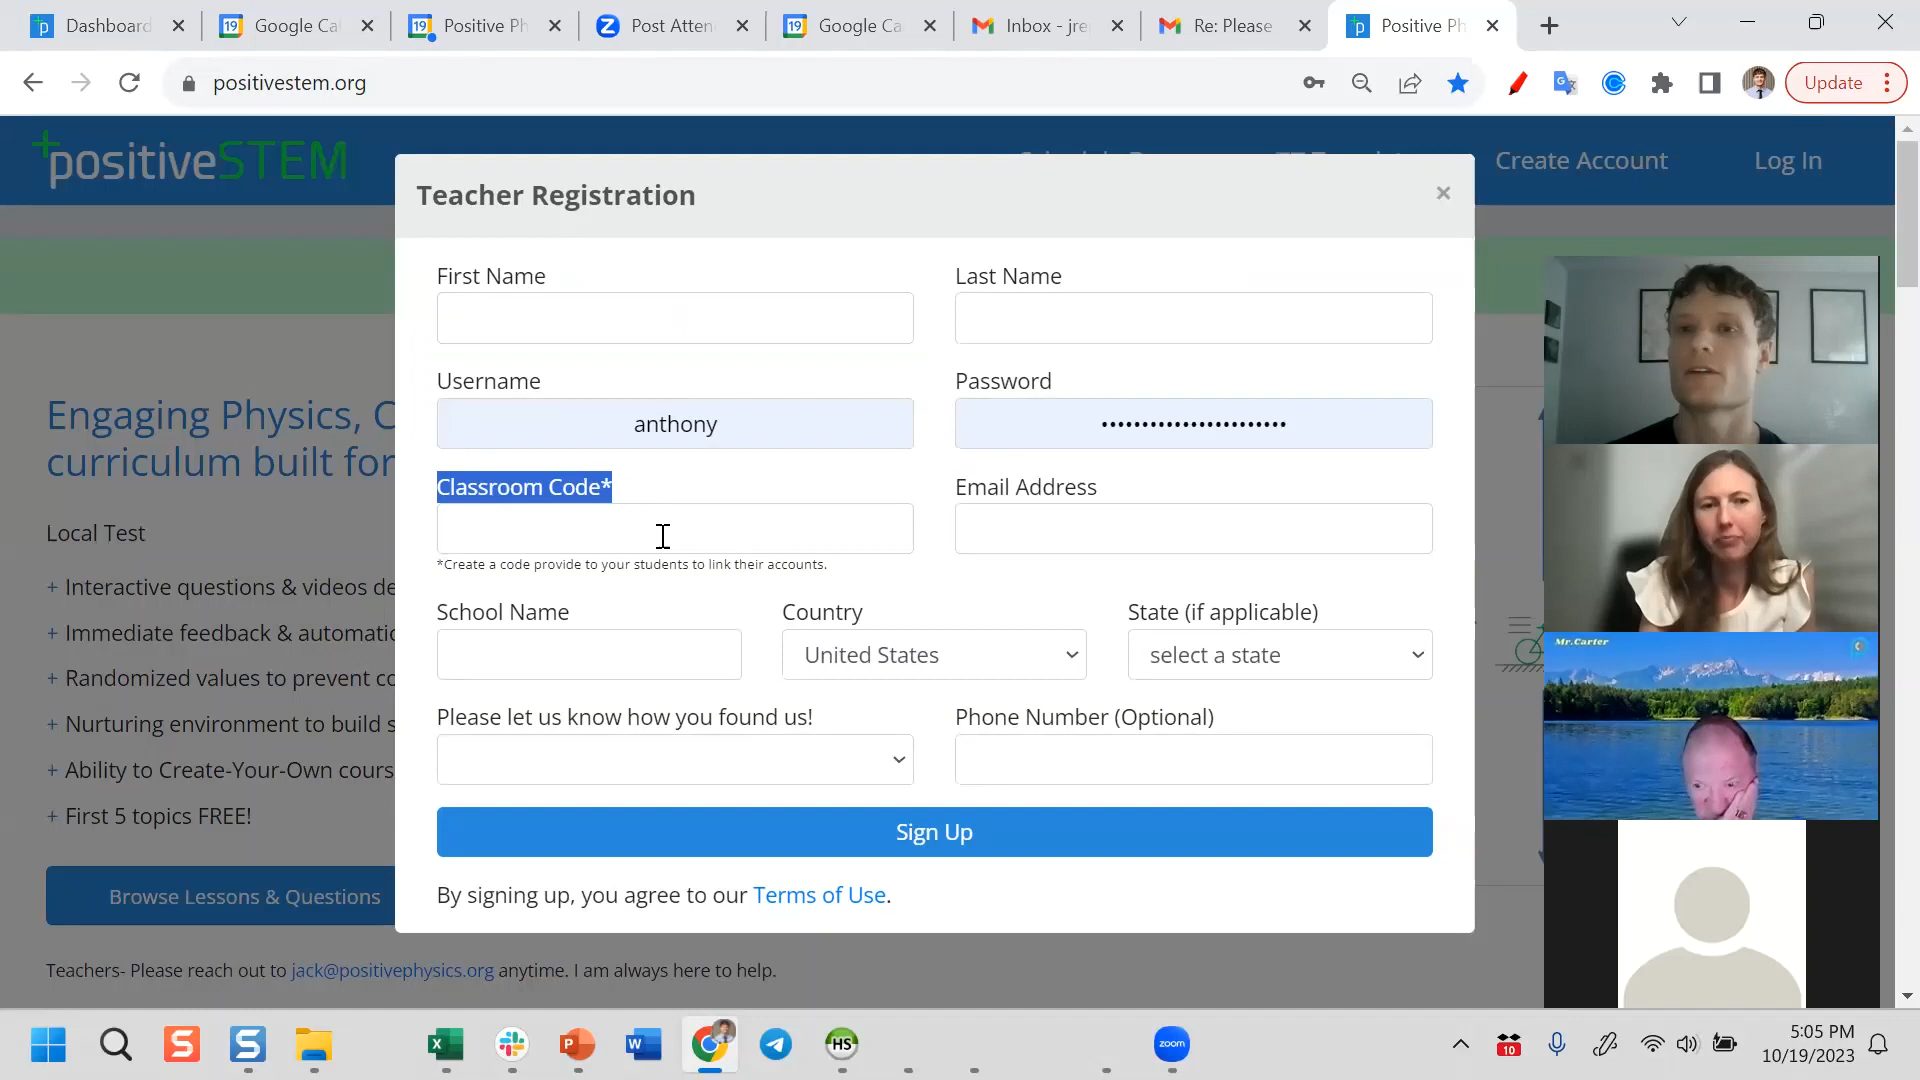 Dashboard
Google Ca
Positive Ph
Post Atten
Google Ca
Inbox - jre
Re: Please
Positive Ph
positivestem.org
Update
positiveSTEM
Create Account
Log In
Teacher Registration
First Name
Last Name
Username
Password
anthony
Classroom Code*
Email Address
*Create a code provide to your students to link their accounts.
School Name
Country
State (if applicable)
United States
select a state
Please let us know how you found us!
Phone Number (Optional)
Sign Up
By signing up, you agree to our Terms of Use.
Engaging Physics, C
curriculum built for
Local Test
+ Interactive questions & videos de
+ Immediate feedback & automatic
+ Randomized values to prevent co
+ Nurturing environment to build s
+ Ability to Create-Your-Own cours
+ First 5 topics FREE!
Browse Lessons & Questions
Teachers- Please reach out to jack@positivephysics.org anytime. I am always here to help.
Mr.Carter
HS
zoom
10
5:05 PM
10/19/2023